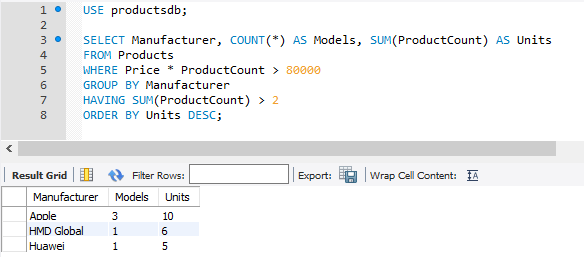 1 USE productsdb;
2
3 SELECT Manufacturer, COUNT(*) AS Models, SUM(ProductCount) AS Units
4 FROM Products
5 WHERE Price * ProductCount > 80000
6 GROUP BY Manufacturer
7 HAVING SUM(ProductCount) > 2
8 ORDER BY Units DESC;
Result Grid Filter Rows: Export: Wrap Cell Content: IA
Manufacturer Models Units
Apple 3 10
HMD Global 1 6
Huawei 1 5